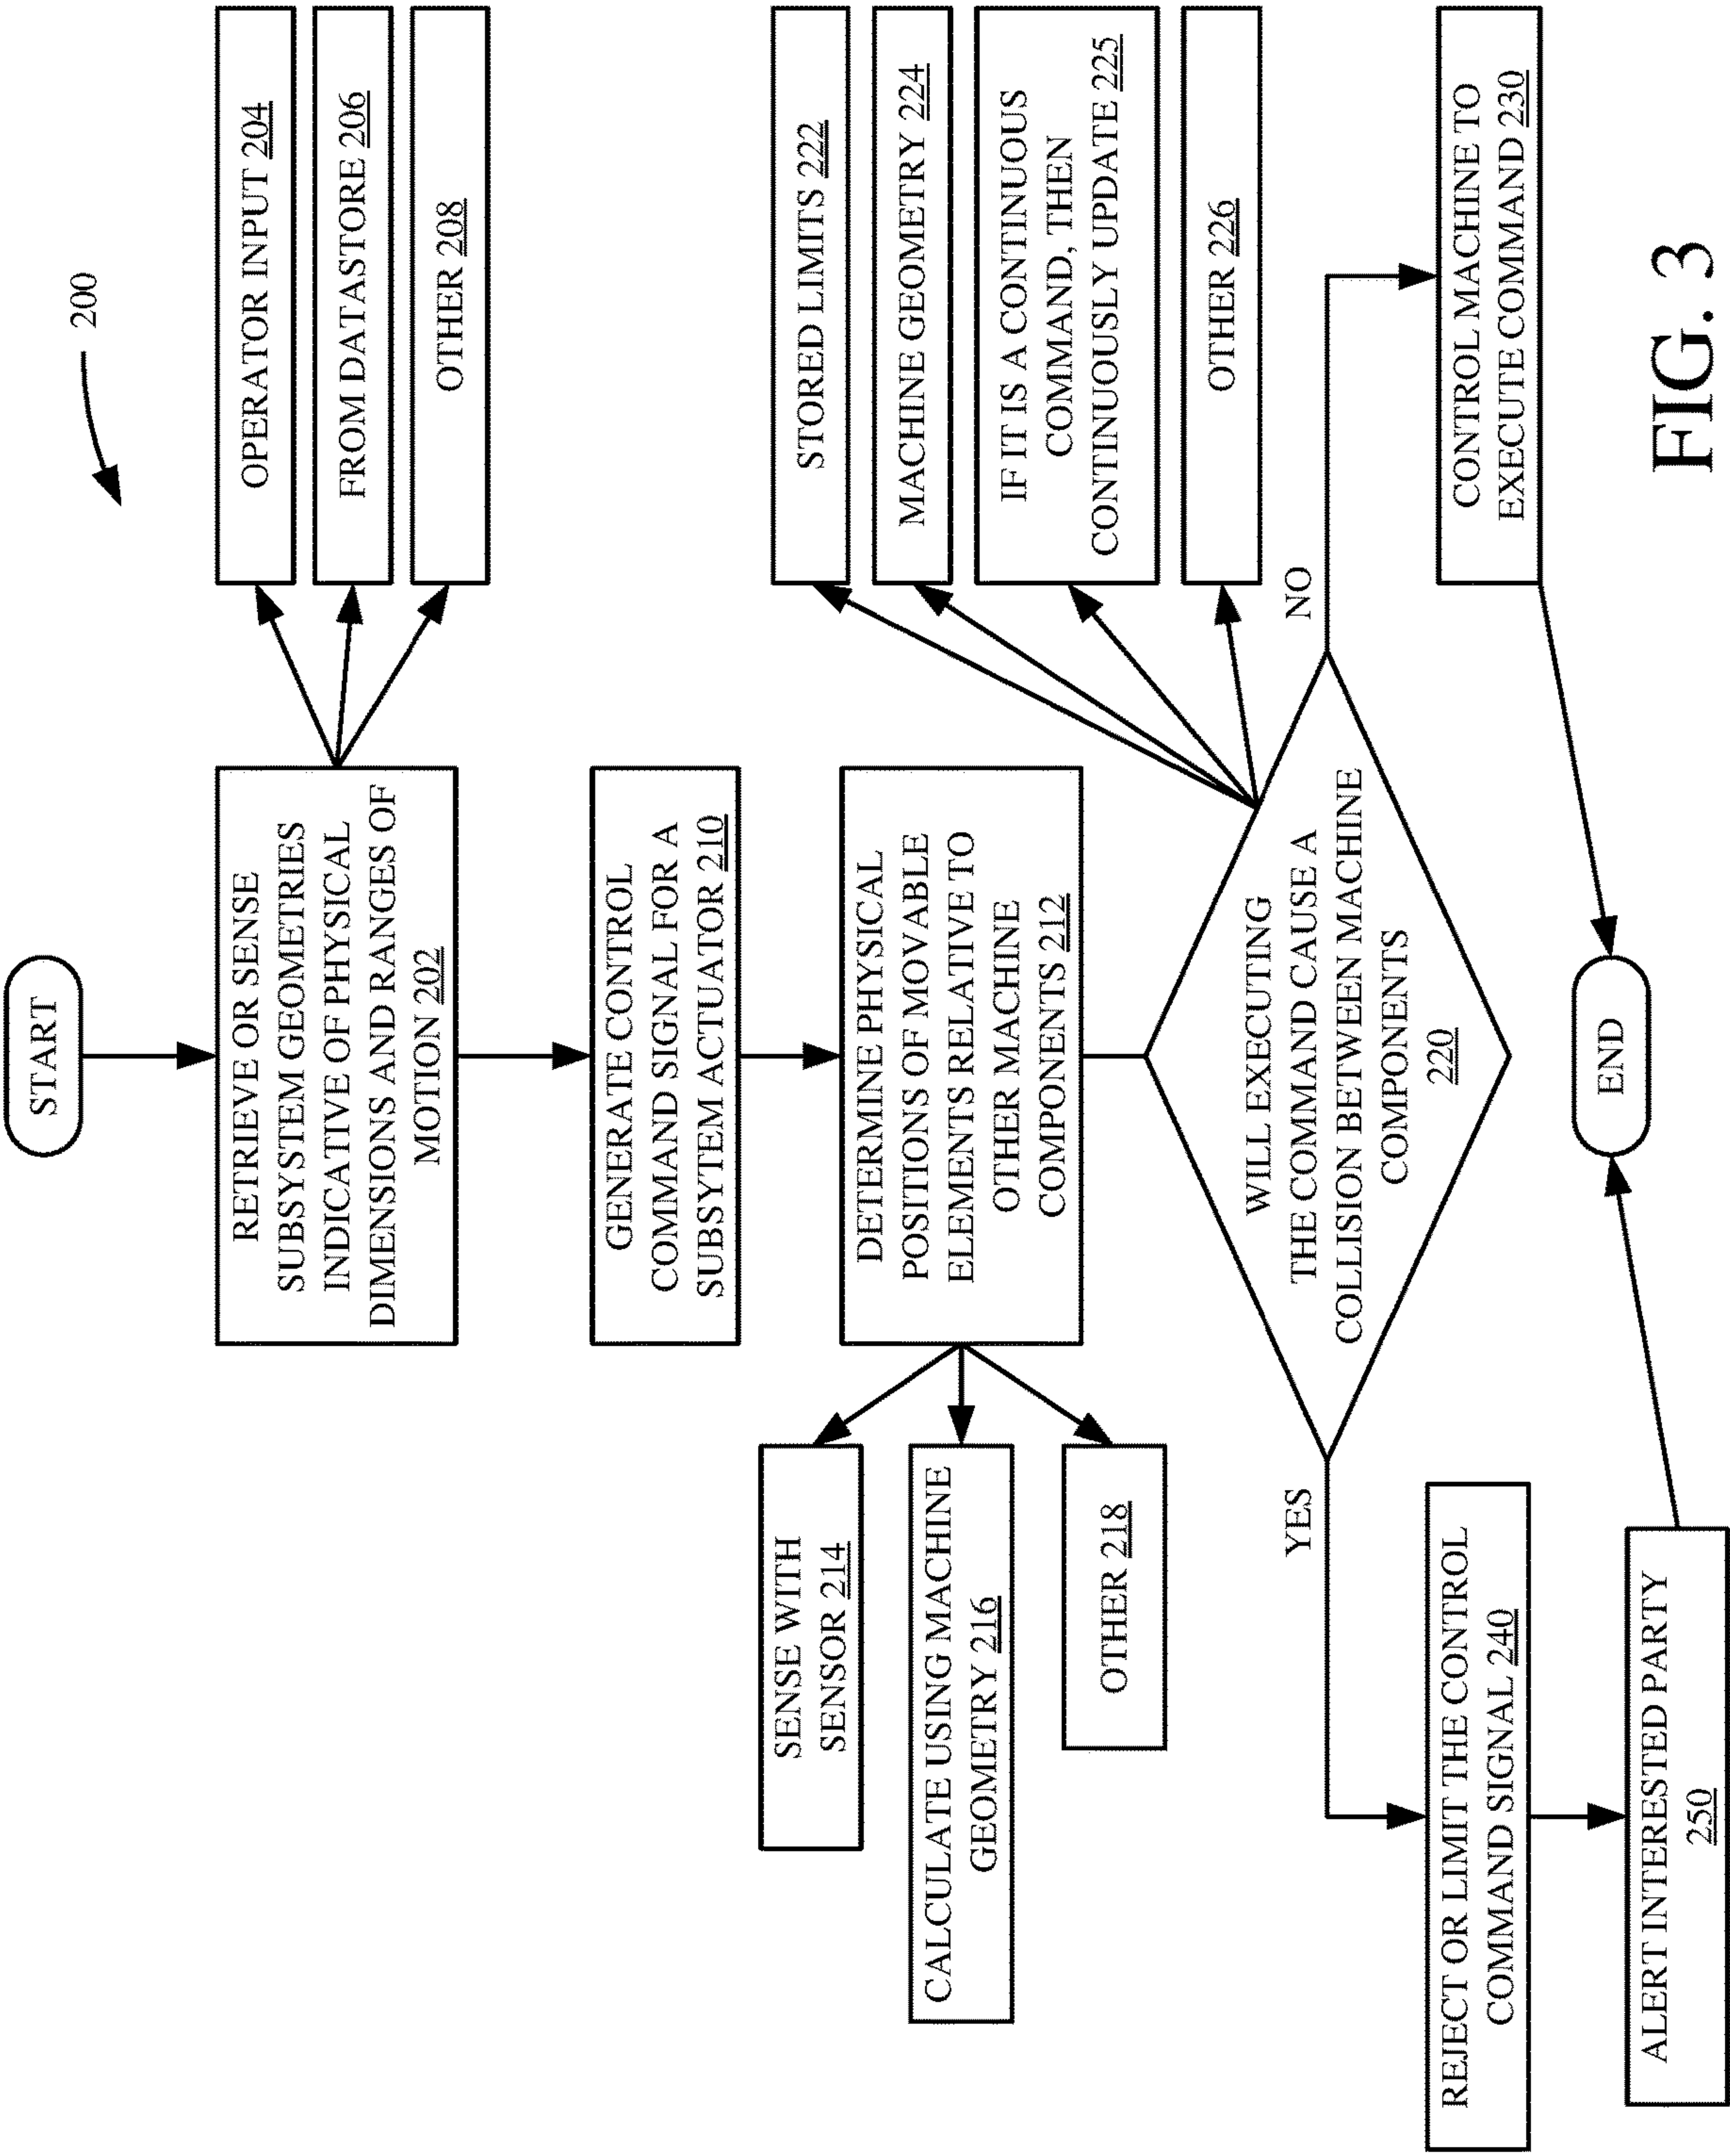 200
START
RETRIEVE OR SENSE
SUBSYSTEM GEOMETRIES
INDICATIVE OF PHYSICAL
DIMENSIONS AND RANGES OF
MOTION 202
OPERATOR INPUT 204
FROM DATASTORE 206
OTHER 208
GENERATE CONTROL
COMMAND SIGNAL FOR A
SUBSYTEM ACTUATOR 210
DETERMINE PHYSICAL
POSITIONS OF MOVABLE
ELEMENTS RELATIVE TO
OTHER MACHINE
COMPONENTS 212
SENSE WITH
SENSOR 214
CALCULATE USING MACHINE
GEOMETRY 216
OTHER 218
WILL EXECUTING
THE COMMAND CAUSE A
COLLISION BETWEEN MACHINE
COMPONENTS
220
STORED LIMITS 222
MACHINE GEOMETRY 224
IF IT IS A CONTINUOUS
COMMAND, THEN
CONTINUOUSLY UPDATE 225
OTHER 226
YES
NO
REJECT OR LIMIT THE CONTROL
COMMAND SIGNAL 240
CONTROL MACHINE TO
EXECUTE COMMAND 230
ALERT INTERESTED PARTY
250
END
FIG. 3